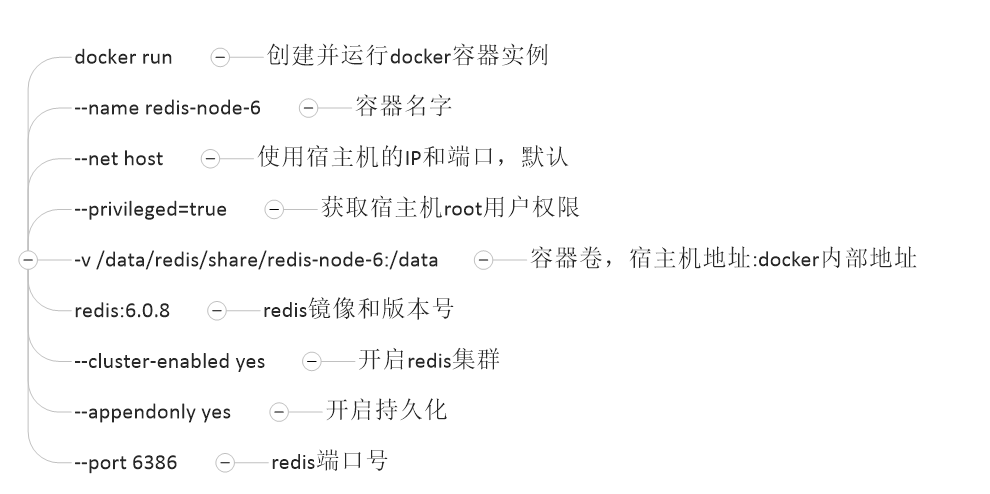 docker run 创建并运行docker容器实例
--name redis-node-6 容器名字
--net host 使用宿主机的IP和端口，默认
--privileged=true 获取宿主机root用户权限
-v /data/redis/share/redis-node-6:/data 容器卷，宿主机地址:docker内部地址
redis:6.0.8 redis镜像和版本号
--cluster-enabled yes 开启redis集群
--appendonly yes 开启持久化
--port 6386 redis端口号